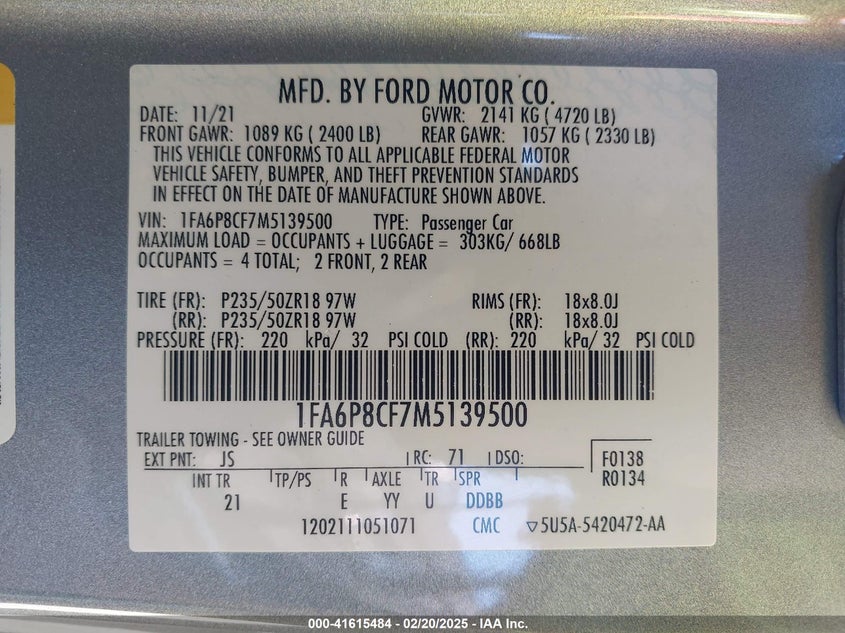 MFD. BY FORD MOTOR CO.
DATE: 11/21 GVWR: 2141 KG ( 4720 LB)
FRONT GAWR: 1089 KG ( 2400 LB) REAR GAWR: 1057 KG ( 2330 LB)
THIS VEHICLE CONFORMS TO ALL APPLICABLE FEDERAL MOTOR
VEHICLE SAFETY, BUMPER, AND THEFT PREVENTION STANDARDS
IN EFFECT ON THE DATE OF MANUFACTURE SHOWN ABOVE.
VIN: 1FA6P8CF7M5139500 TYPE: Passenger Car
MAXIMUM LOAD = OCCUPANTS + LUGGAGE = 303KG/ 668LB
OCCUPANTS = 4 TOTAL; 2 FRONT, 2 REAR
TIRE (FR): P235/50ZR18 97W RIMS (FR): 18x8.0J
(RR): P235/50ZR18 97W (RR): 18x8.0J
PRESSURE (FR): 220 kPa/ 32 PSI COLD (RR): 220 kPa/ 32 PSI COLD
1FA6P8CF7M5139500
TRAILER TOWING - SEE OWNER GUIDE
EXT PNT: JS RC: 71 DSO: F0138
INT TR TP/PS R AXLE TR SPR R0134
21 E YY U DDBB
1202111051071 CMC ▽5U5A-5420472-AA
000-41615484 - 02/20/2025 - IAA Inc.